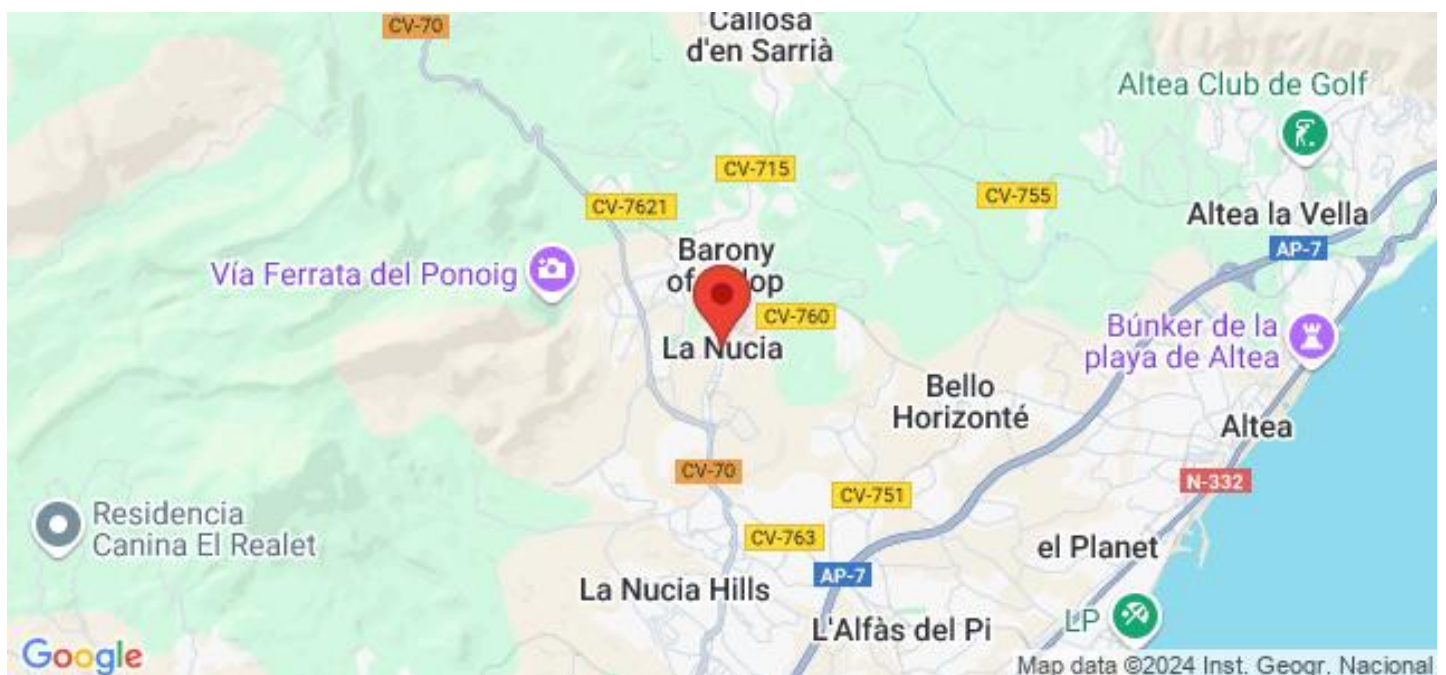 CV-70
Callosa
d'en Sarrià
Altea Club de Golf
CV-715
CV-755
CV-7621
Altea la Vella
AP-7
Barony
Vía Ferrata del Ponoig
CV-760
La Nucia
Búnker de la
playa de Altea
Bello
Horizonté
Altea
CV-70
N-332
CV-751
Residencia
Canina El Realet
CV-763
el Planet
AP-7
La Nucia Hills
L'Alfàs del Pi
LP
Google
Map data ©2024 Inst. Geogr. Nacional